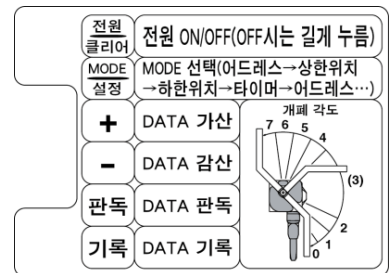 전원
클리어
전원 ON/OFF(OFF시는 길게 누름)
MODE
설정
MODE 선택(어드레스→상한위치
→하한위치→타이머→어드레스…)
+
DATA 가산
-
DATA 감산
판독
DATA 판독
기록
DATA 기록
개폐 각도
7 6 5
4
(3)
2
1
0